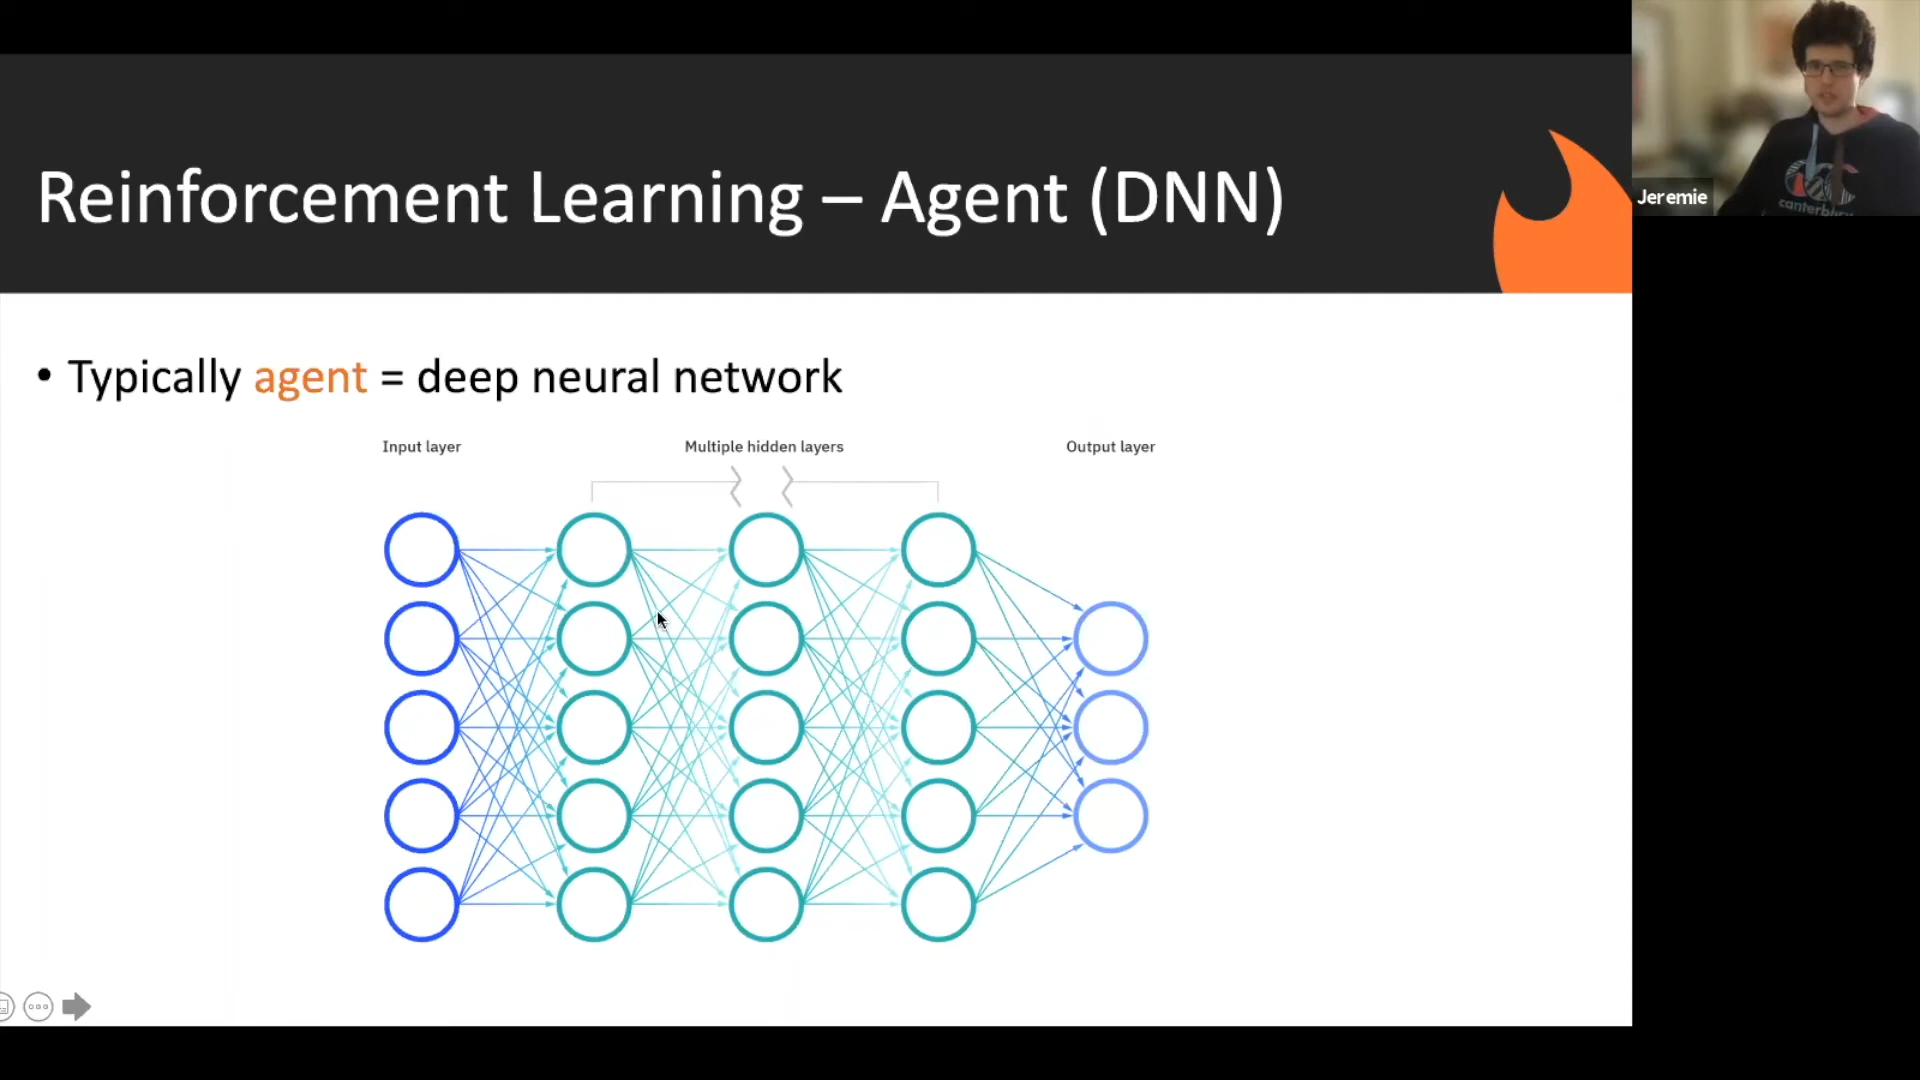 Reinforcement Learning – Agent (DNN)
Jeremie
• Typically agent = deep neural network
Input layer
Multiple hidden layers
Output layer